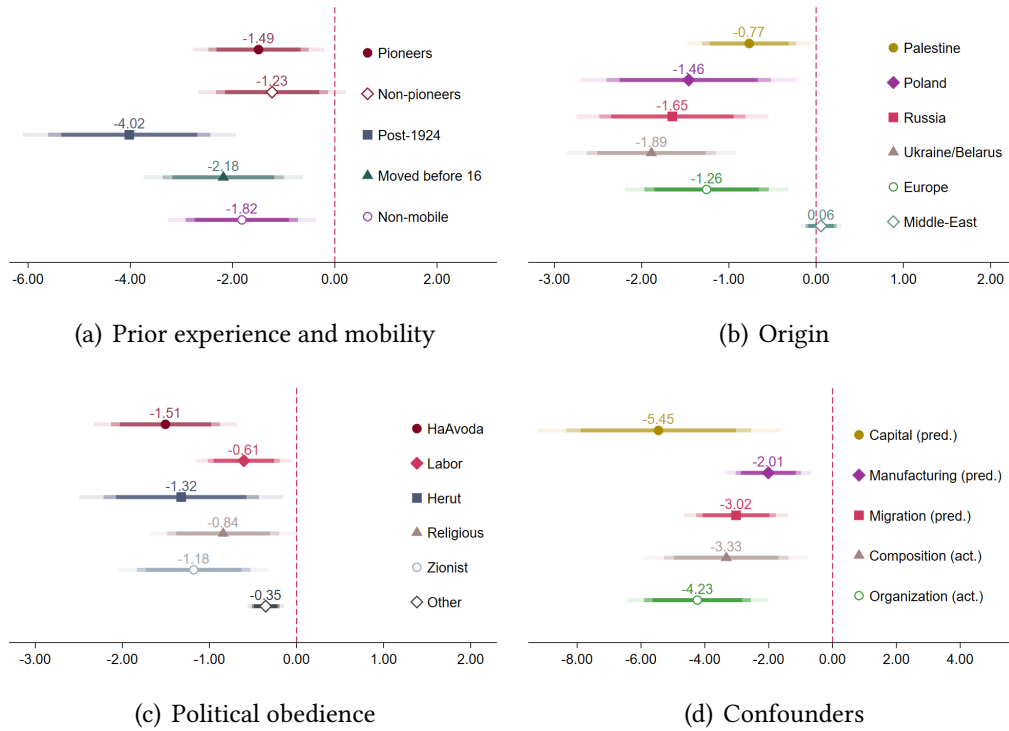 -1.49
Pioneers
-1.23
Non-pioneers
-4.02
Post-1924
-2.18
Moved before 16
-1.82
Non-mobile
-6.00 -4.00 -2.00 0.00 2.00
(a) Prior experience and mobility
-0.77
Palestine
-1.46
Poland
-1.65
Russia
-1.89
Ukraine/Belarus
-1.26
Europe
0.06
Middle-East
-3.00 -2.00 -1.00 0.00 1.00 2.00
(b) Origin
-1.51
HaAvoda
-0.61
Labor
-1.32
Herut
-0.84
Religious
-1.18
Zionist
-0.35
Other
-3.00 -2.00 -1.00 0.00 1.00 2.00
(c) Political obedience
-5.45
Capital (pred.)
-2.01
Manufacturing (pred.)
-3.02
Migration (pred.)
-3.33
Composition (act.)
-4.23
Organization (act.)
-8.00 -6.00 -4.00 -2.00 0.00 2.00 4.00
(d) Confounders